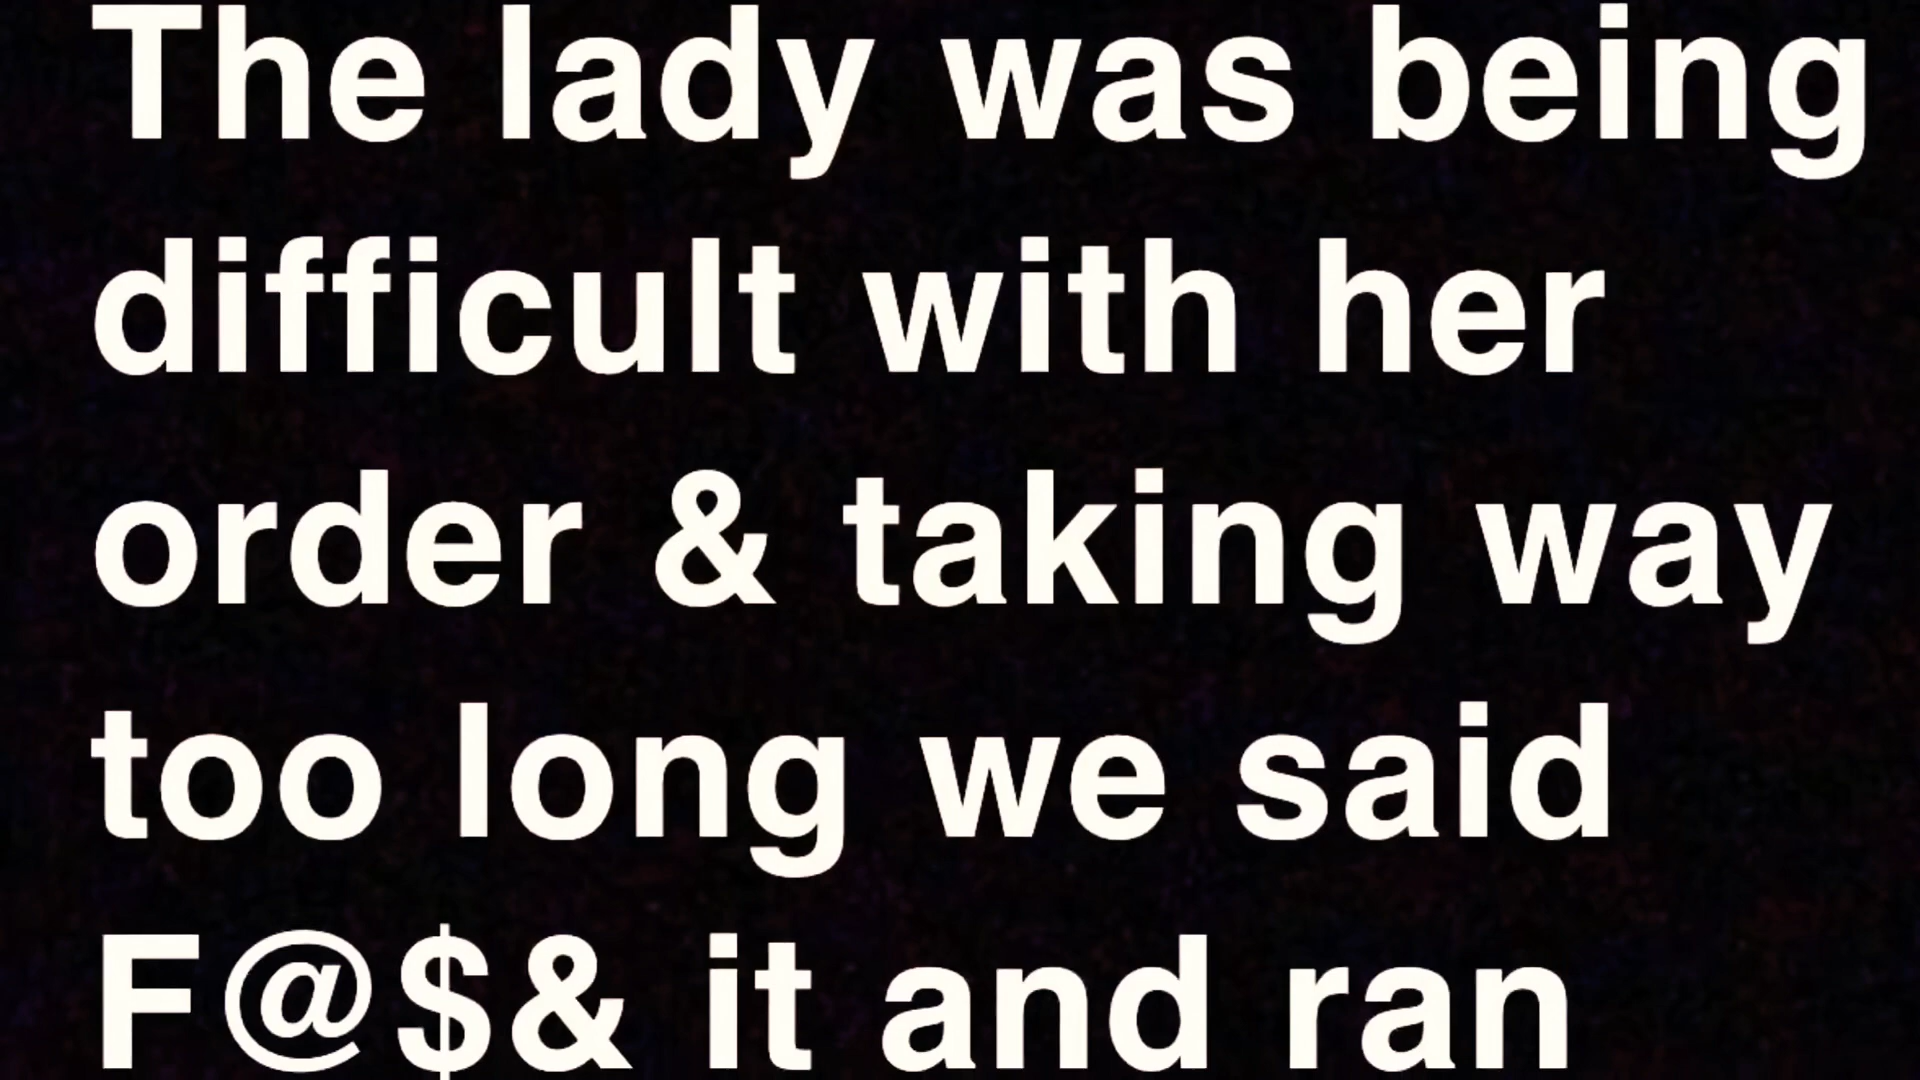 The lady was being
difficult with her
order & taking way
too long we said
F@$& it and ran